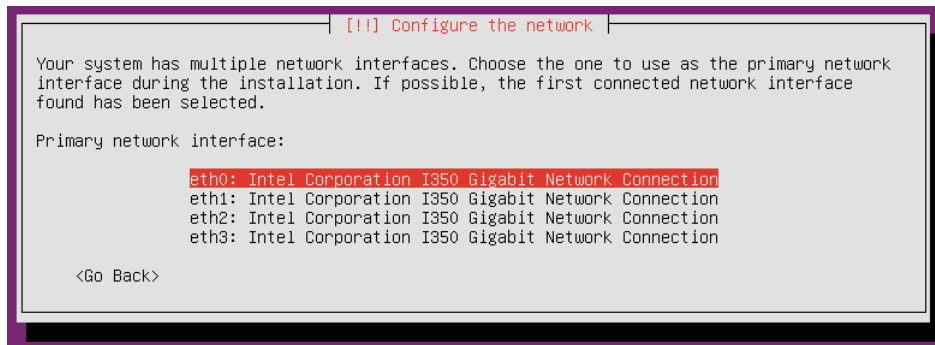 [!!] Configure the network
Your system has multiple network interfaces. Choose the one to use as the primary network
interface during the installation. If possible, the first connected network interface
found has been selected.
Primary network interface:
eth0: Intel Corporation I350 Gigabit Network Connection
eth1: Intel Corporation I350 Gigabit Network Connection
eth2: Intel Corporation I350 Gigabit Network Connection
eth3: Intel Corporation I350 Gigabit Network Connection
<Go Back>